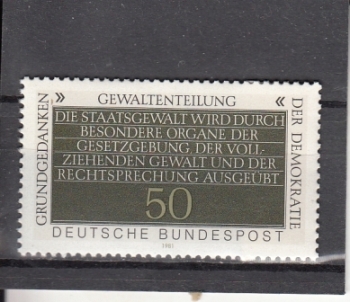 GRUNDGEDANKEN
» GEWALTENTEILUNG «
DIE STAATSGEWALT WIRD DURCH
BESONDERE ORGANE DER
GESETZGEBUNG, DER VOLL-
ZIEHENDEN GEWALT UND DER
RECHTSPRECHUNG AUSGEÜBT
50
DEUTSCHE BUNDESPOST
1981
DER DEMOKRATIE